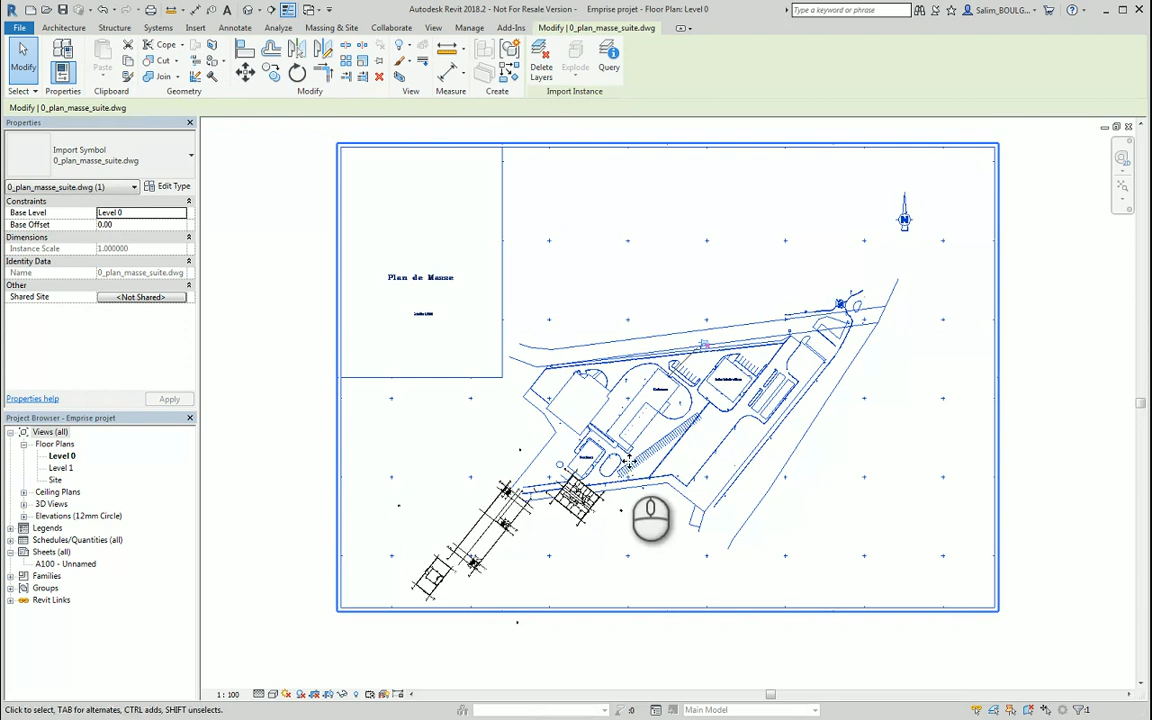 Autodesk Revit 2018.2 - Not For Resale Version -    Emprise projet - Floor Plan: Level 0
Type a keyword or phrase
Salim_BOULG...
File
Architecture
Structure
Systems
Insert
Annotate
Analyze
Massing & Site
Collaborate
View
Manage
Add-Ins
Modify | 0_plan_masse_suite.dwg
Modify
Properties
Paste
Cope
Cut
Join
Delete Layers
Explode
Query
Select
Properties
Clipboard
Geometry
Modify
View
Measure
Create
Import Instance
Modify | 0_plan_masse_suite.dwg
Properties
Import Symbol
0_plan_masse_suite.dwg
0_plan_masse_suite.dwg (1)
Edit Type
Constraints
Base Level Level 0
Base Offset 0.00
Dimensions
Instance Scale 1.000000
Identity Data
Name 0_plan_masse_suite.dwg
Other
Shared Site <Not Shared>
Properties help
Apply
Project Browser - Emprise projet
Views (all)
Floor Plans
Level 0
Level 1
Site
Ceiling Plans
3D Views
Elevations (12mm Circle)
Legends
Schedules/Quantities (all)
Sheets (all)
A100 - Unnamed
Families
Groups
Revit Links
Plan de Masse
N
1 : 100
Click to select, TAB for alternates, CTRL adds, SHIFT unselects.
:0
Main Model
:1